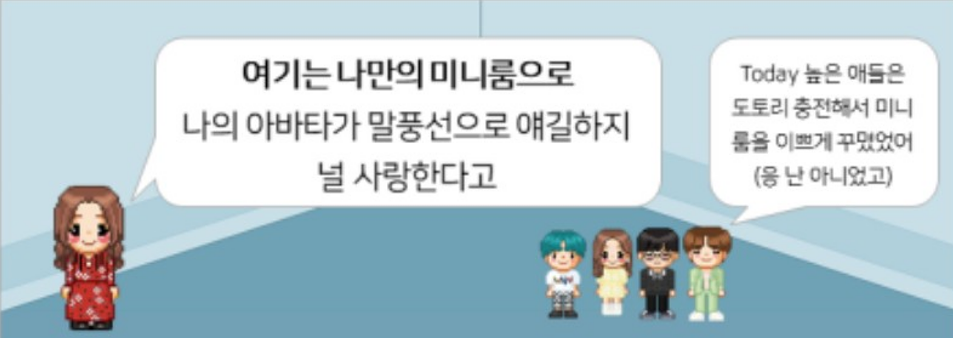 여기는 나만의 미니룸으로
나의 아바타가 말풍선으로 얘길하지
널 사랑한다고
Today 높은 애들은
도토리 충전해서 미니
룸을 이쁘게 꾸몄었어
(응 난 아니었고)